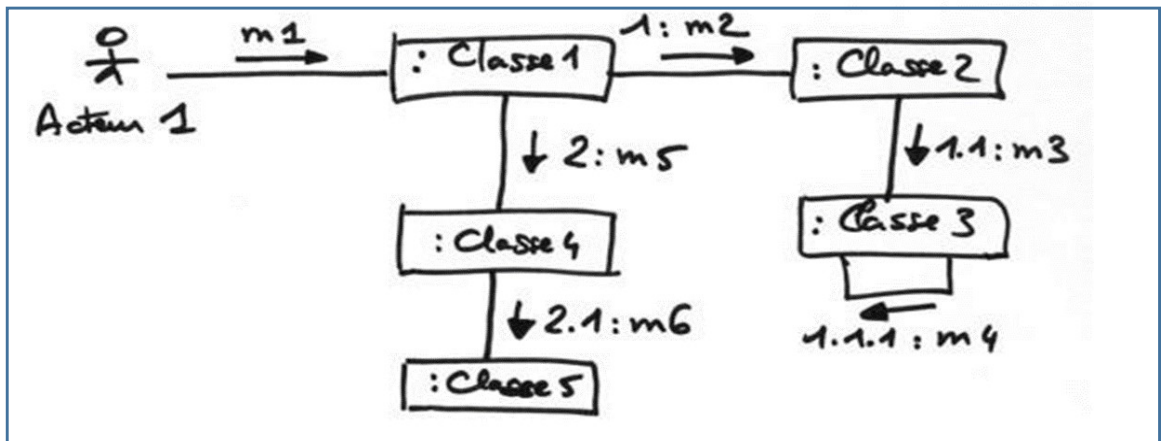 m1
1: m2
: Classe 1
: Classe 2
Acteur 1
2: m5
1.1: m3
: Classe 4
: Classe 3
2.1: m6
1.1.1: m4
: Classe 5